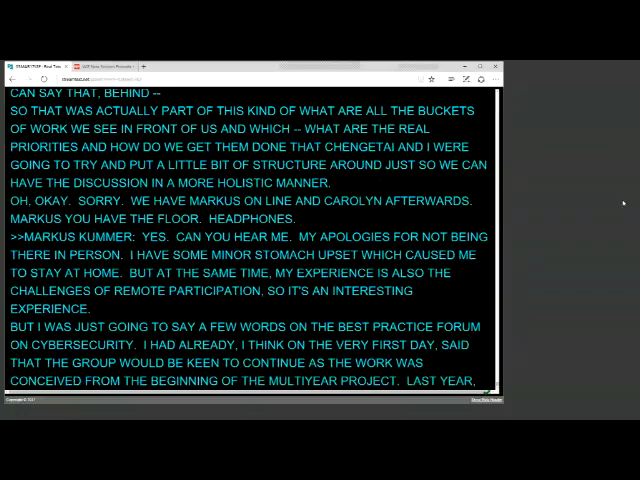 CAN SAY THAT, BEHIND --
SO THAT WAS ACTUALLY PART OF THIS KIND OF WHAT ARE ALL THE BUCKETS
OF WORK WE SEE IN FRONT OF US AND WHICH -- WHAT ARE THE REAL
PRIORITIES AND HOW DO WE GET THEM DONE THAT CHENGETAI AND I WERE
GOING TO TRY AND PUT A LITTLE BIT OF STRUCTURE AROUND JUST SO WE CAN
HAVE THE DISCUSSION IN A MORE HOLISTIC MANNER.
OH, OKAY.  SORRY.  WE HAVE MARKUS ON LINE AND CAROLYN AFTERWARDS.
MARKUS YOU HAVE THE FLOOR.  HEADPHONES.
>>MARKUS KUMMER:  YES.  CAN YOU HEAR ME.  MY APOLOGIES FOR NOT BEING
THERE IN PERSON.  I HAVE SOME MINOR STOMACH UPSET WHICH CAUSED ME
TO STAY AT HOME.  BUT AT THE SAME TIME, MY EXPERIENCE IS ALSO THE
CHALLENGES OF REMOTE PARTICIPATION, SO IT'S AN INTERESTING
EXPERIENCE.
BUT I WAS JUST GOING TO SAY A FEW WORDS ON THE BEST PRACTICE FORUM
ON CYBERSECURITY.  I HAD ALREADY, I THINK ON THE VERY FIRST DAY, SAID
THAT THE GROUP WOULD BE KEEN TO CONTINUE AS THE WORK WAS
CONCEIVED FROM THE BEGINNING OF THE MULTIYEAR PROJECT.  LAST YEAR,